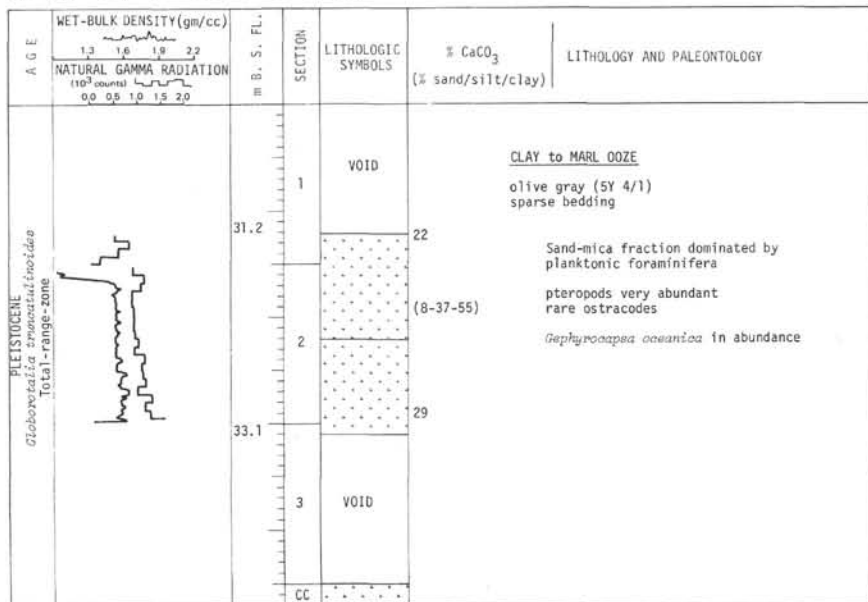 AGE
WET-BULK DENSITY(gm/cc)
1.3 1.6 1.9 2.2
NATURAL GAMMA RADIATION
(10³ counts)
0.0 0.5 1.0 1.5 2.0
m B. S. FL.
SECTION
LITHOLOGIC
SYMBOLS
% CaCO₃
(% sand/silt/clay)
LITHOLOGY AND PALEONTOLOGY
PLEISTOCENE
Globorotalia truncatulinoides
Total-range-zone
31.2
33.1
1
2
3
CC
VOID
VOID
22
(8-37-55)
29
CLAY to MARL OOZE
olive gray (5Y 4/1)
sparse bedding
Sand-mica fraction dominated by
planktonic foraminifera
pteropods very abundant
rare ostracodes
Gephyrocapsa oceanica in abundance